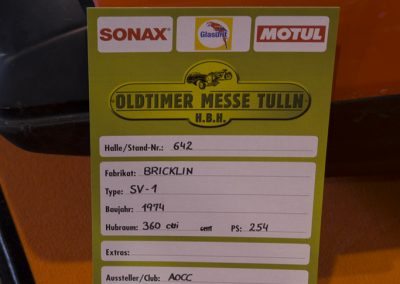 SONAX
Glasurit
MOTUL
OLDTIMER MESSE TULLN
H.B.H.
Halle/Stand-Nr.: 642
Fabrikat: BRICKLIN
Type: SV-1
Baujahr: 1974
Hubraum: 360 cui ccm PS: 254
Extras:
Aussteller/Club: AOCC